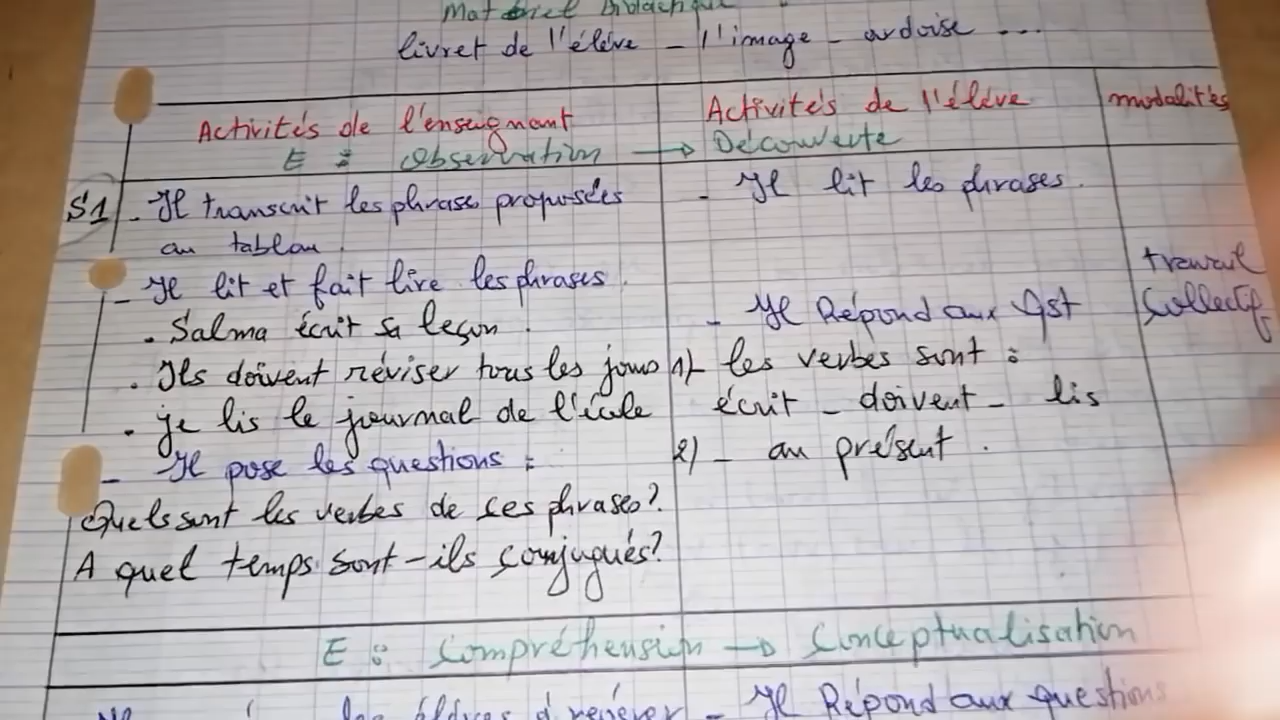 Matériel Didactique :
livret de l'élève - l'image - ardoise ...
Activités de l'enseignant
Activités de l'élève
modalités
E : Observation → Découverte
S1
- Il transcrit les phrases proposées
au tableau.
- Il lit et fait lire les phrases.
. Salma écrit sa leçon.
. Ils doivent réviser tous les jours
. je lis le journal de l'école
- Il pose les questions :
Quels sont les verbes de ces phrases?
A quel temps sont-ils conjugués?
- Il lit les phrases.
- Il Répond aux Qst
1) - les verbes sont :
écrit - doivent - lis
2) - au présent.
travail
collectif
E : Compréhension → Conceptualisation
les élèves à
- Il Répond aux questions